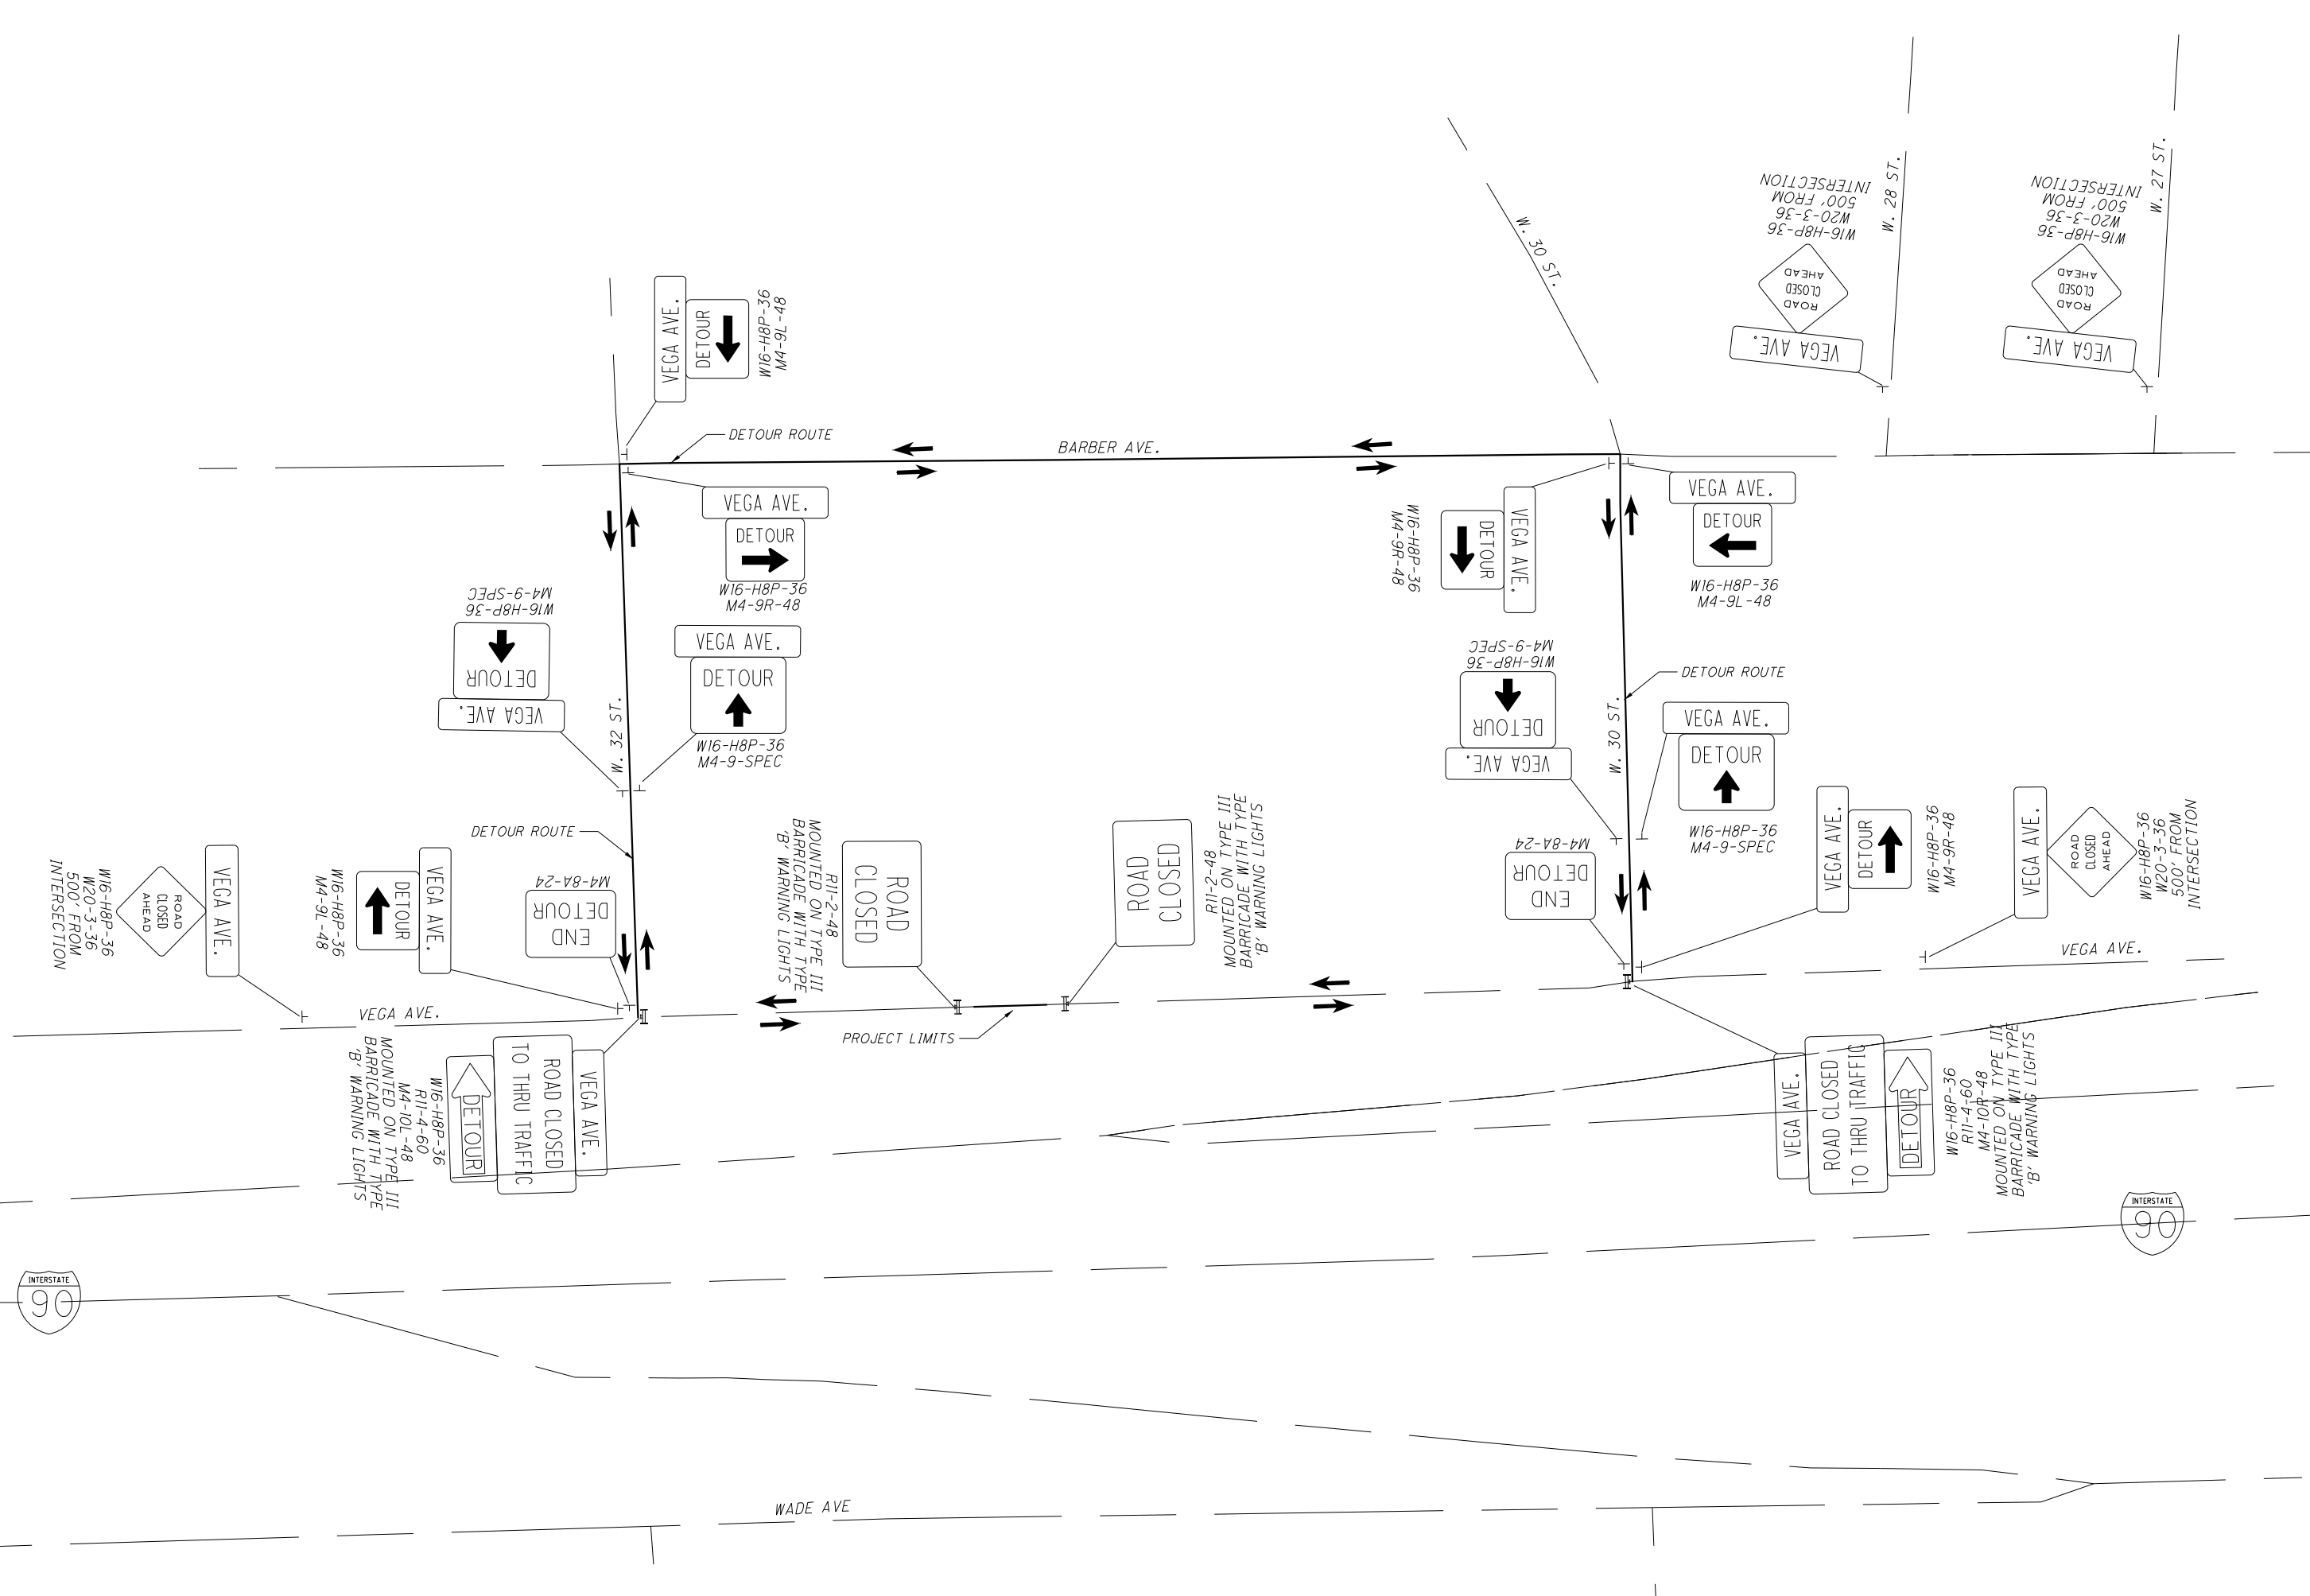 W. 27 ST.
W. 28 ST.
W. 30 ST.
W16-H8P-36
W20-3-36
500' FROM
INTERSECTION
ROAD
CLOSED
AHEAD
VEGA AVE.
W16-H8P-36
W20-3-36
500' FROM
INTERSECTION
ROAD
CLOSED
AHEAD
VEGA AVE.
VEGA AVE.
DETOUR
W16-H8P-36
M4-9L-48
DETOUR ROUTE
BARBER AVE.
VEGA AVE.
DETOUR
W16-H8P-36
M4-9R-48
VEGA AVE.
DETOUR
W16-H8P-36
M4-9R-48
VEGA AVE.
DETOUR
W16-H8P-36
M4-9L-48
VEGA AVE.
DETOUR
W16-H8P-36
M4-9-SPEC
W. 32 ST.
VEGA AVE.
DETOUR
W16-H8P-36
M4-9-SPEC
VEGA AVE.
DETOUR
W16-H8P-36
M4-9-SPEC
W. 30 ST.
DETOUR ROUTE
VEGA AVE.
DETOUR
W16-H8P-36
M4-9-SPEC
DETOUR ROUTE
VEGA AVE.
ROAD
CLOSED
AHEAD
W16-H8P-36
W20-3-36
500' FROM
INTERSECTION
VEGA AVE.
DETOUR
W16-H8P-36
M4-9L-48
END
DETOUR
M4-8A-24
ROAD
CLOSED
R11-2-48
MOUNTED ON TYPE III
BARRICADE WITH TYPE
'B' WARNING LIGHTS
ROAD
CLOSED
R11-2-48
MOUNTED ON TYPE III
BARRICADE WITH TYPE
'B' WARNING LIGHTS
END
DETOUR
M4-8A-24
VEGA AVE.
DETOUR
W16-H8P-36
M4-9R-48
VEGA AVE.
ROAD
CLOSED
AHEAD
W16-H8P-36
W20-3-36
500' FROM
INTERSECTION
VEGA AVE.
VEGA AVE.
PROJECT LIMITS
VEGA AVE.
ROAD CLOSED
TO THRU TRAFFIC
DETOUR
W16-H8P-36
R11-4-60
M4-10L-48
MOUNTED ON TYPE III
BARRICADE WITH TYPE
'B' WARNING LIGHTS
VEGA AVE.
ROAD CLOSED
TO THRU TRAFFIC
DETOUR
W16-H8P-36
R11-4-60
M4-10R-48
MOUNTED ON TYPE III
BARRICADE WITH TYPE
'B' WARNING LIGHTS
INTERSTATE
90
INTERSTATE
90
WADE AVE